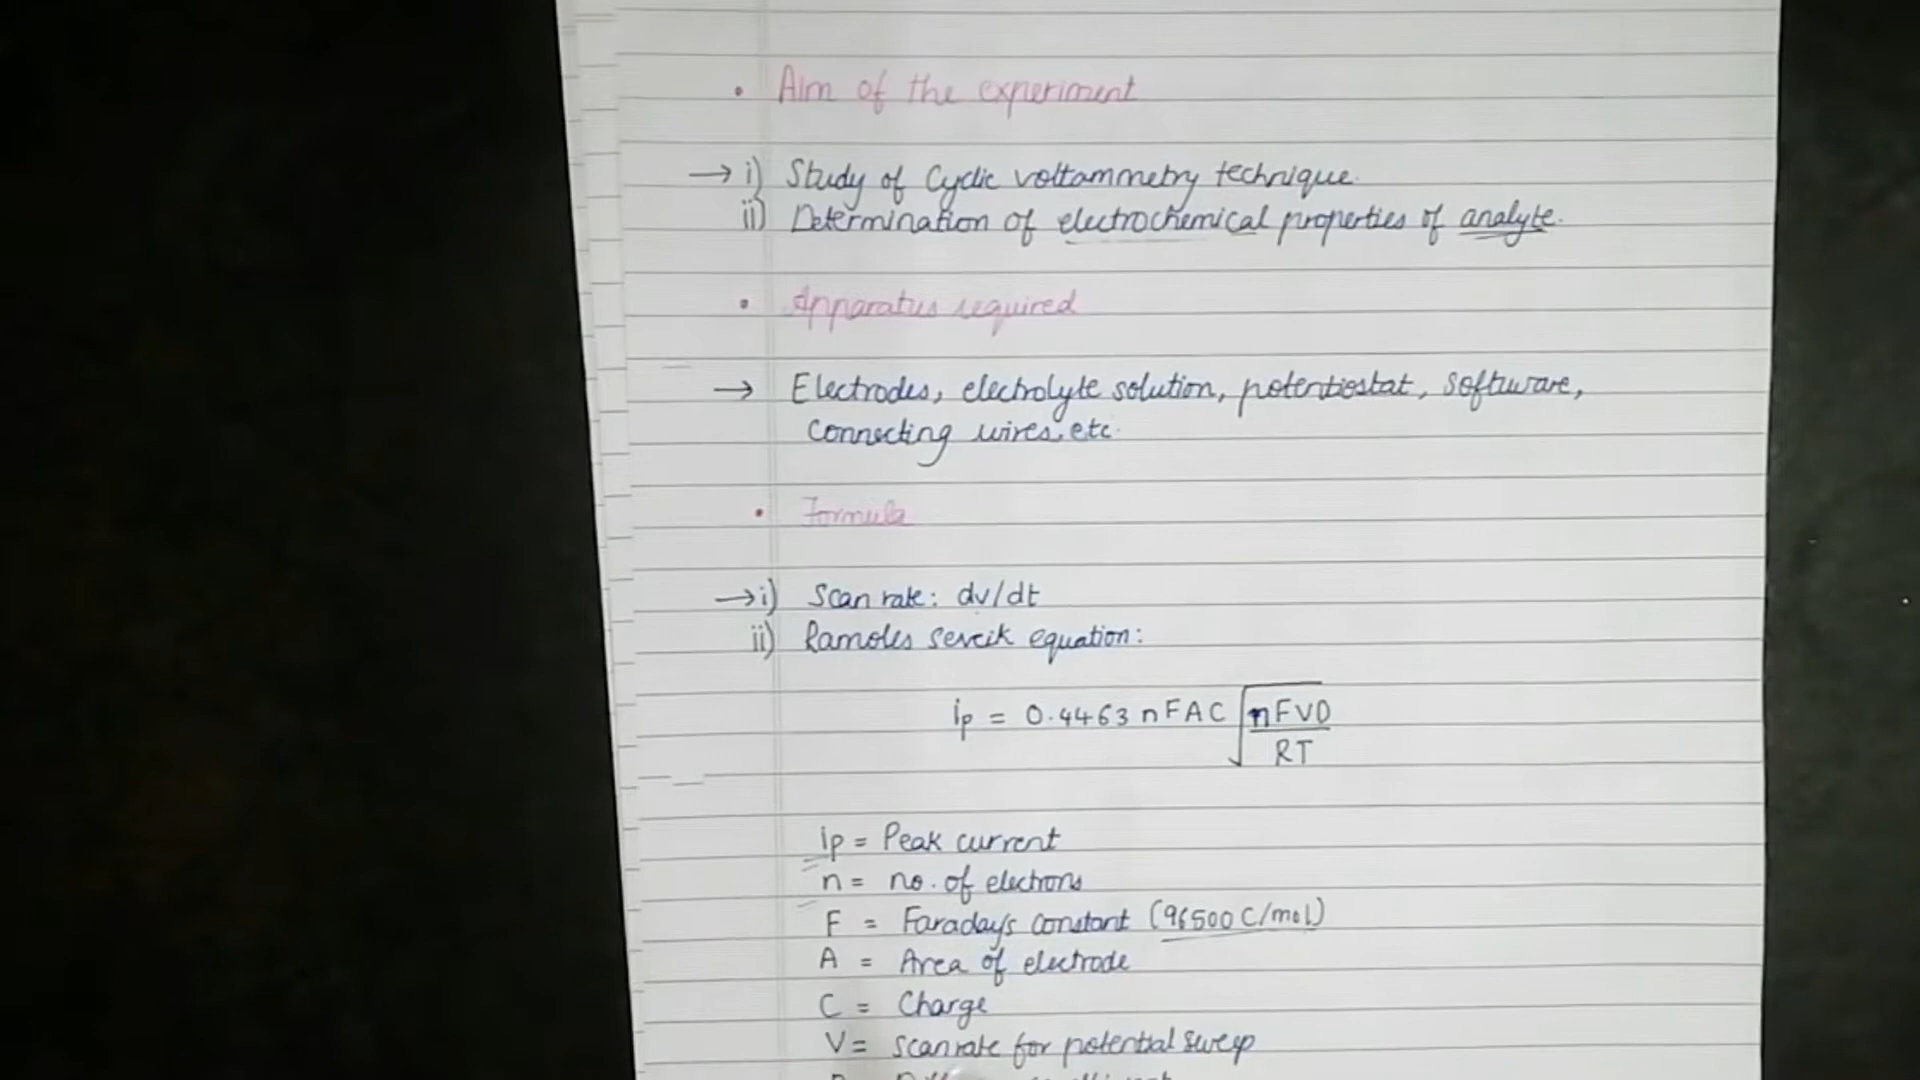 • Aim of the experiment
→ i) Study of Cyclic voltammetry technique.
ii) Determination of electrochemical properties of analyte.
• Apparatus required
→ Electrodes, electrolyte solution, potentiostat, software,
connecting wires, etc.
• Formula
→ i) Scan rate: dv/dt
ii) Ramoles sevcik equation:
ip = 0.4463 nFAC √nFVD
RT
ip = Peak current
n = no. of electrons
F = Faraday's constant (96500 C/mol)
A = Area of electrode
C = Charge
V = scan rate for potential sweep